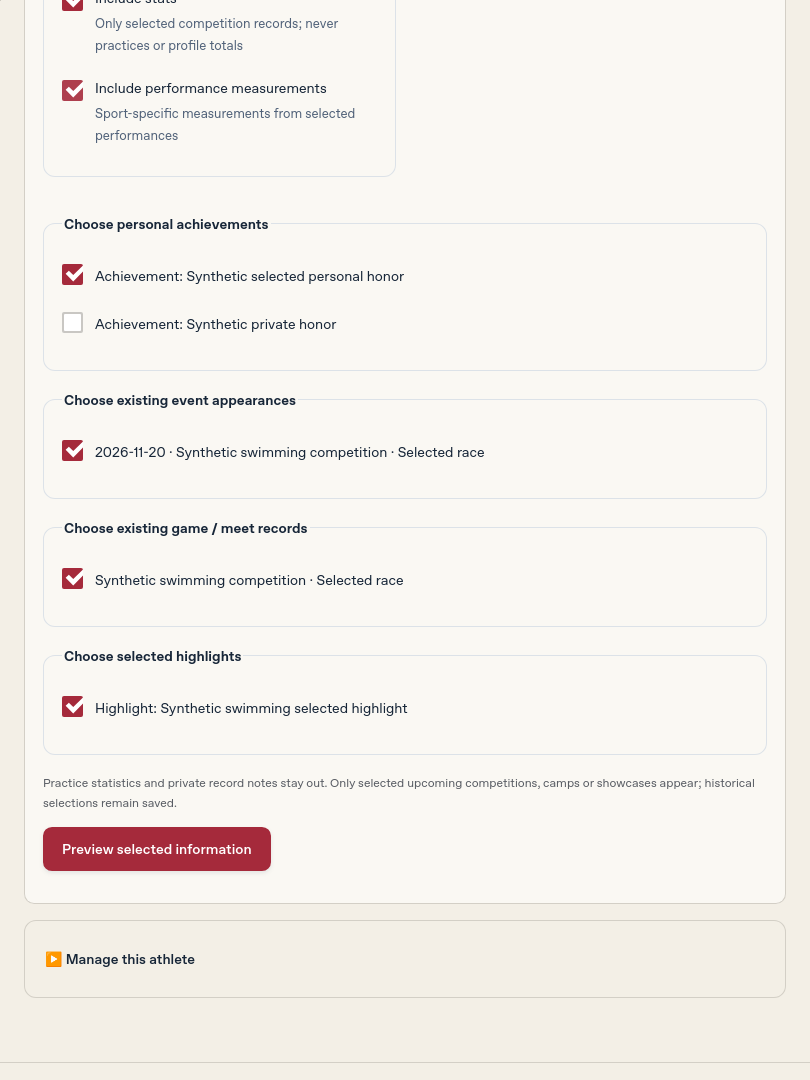 Include stats
Only selected competition records; never
practices or profile totals
Include performance measurements
Sport-specific measurements from selected
performances
Choose personal achievements
Achievement: Synthetic selected personal honor
Achievement: Synthetic private honor
Choose existing event appearances
2026-11-20 · Synthetic swimming competition · Selected race
Choose existing game / meet records
Synthetic swimming competition · Selected race
Choose selected highlights
Highlight: Synthetic swimming selected highlight
Practice statistics and private record notes stay out. Only selected upcoming competitions, camps or showcases appear; historical
selections remain saved.
Preview selected information
Manage this athlete